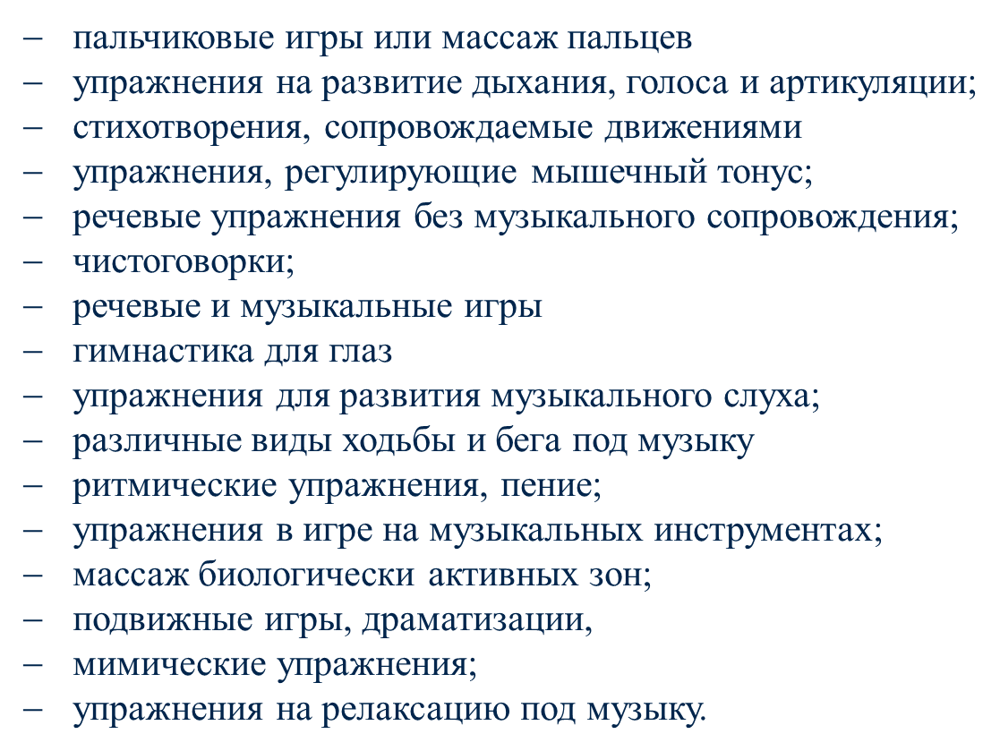 – пальчиковые игры или массаж пальцев
– упражнения на развитие дыхания, голоса и артикуляции;
– стихотворения, сопровождаемые движениями
– упражнения, регулирующие мышечный тонус;
– речевые упражнения без музыкального сопровождения;
– чистоговорки;
– речевые и музыкальные игры
– гимнастика для глаз
– упражнения для развития музыкального слуха;
– различные виды ходьбы и бега под музыку
– ритмические упражнения, пение;
– упражнения в игре на музыкальных инструментах;
– массаж биологически активных зон;
– подвижные игры, драматизации,
– мимические упражнения;
– упражнения на релаксацию под музыку.